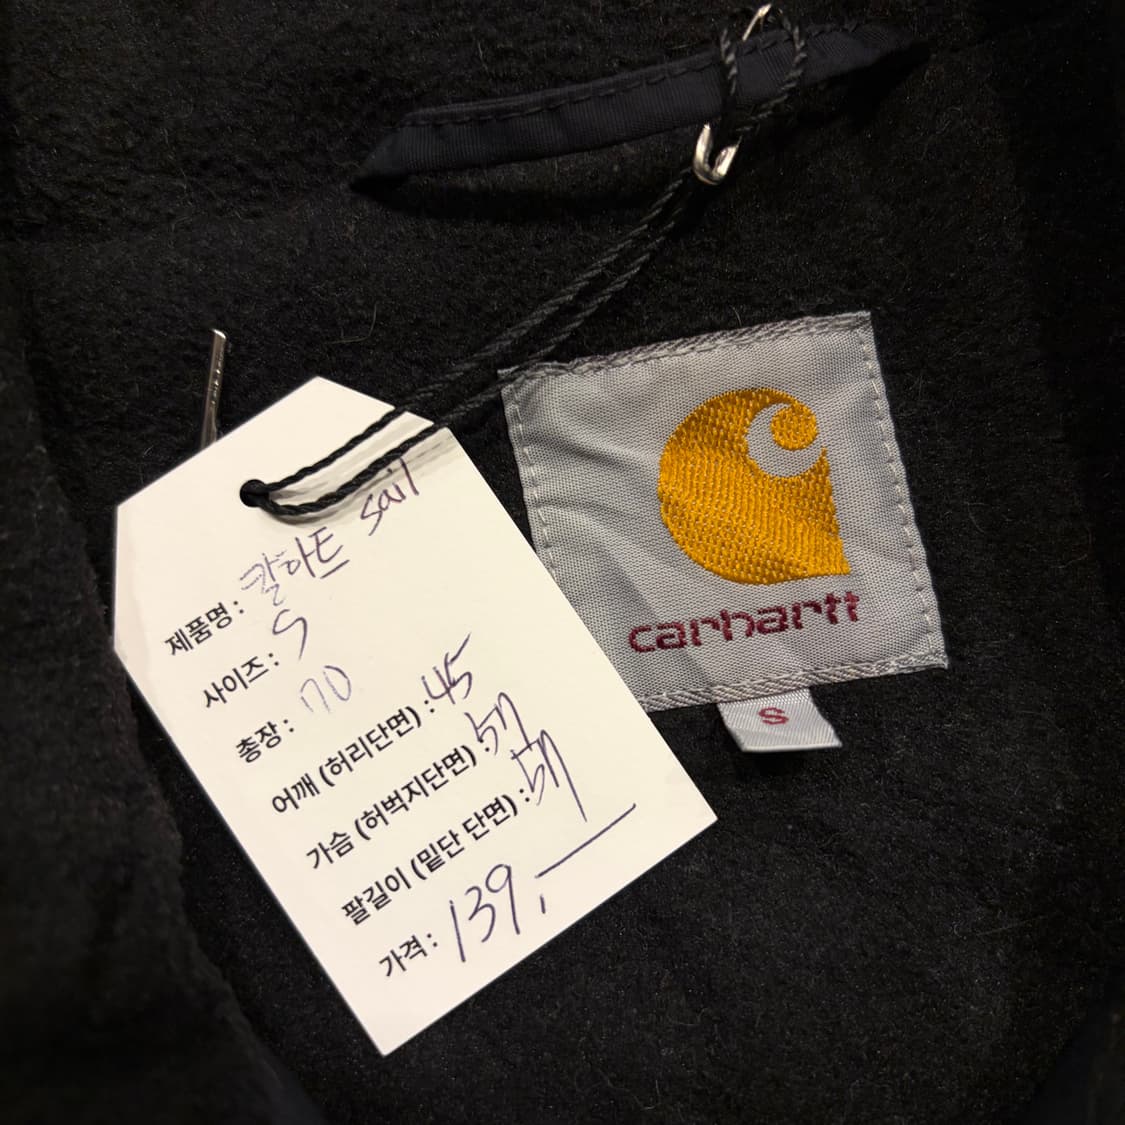 제품명 : 칼하트 sail
사이즈 : S
총장 : 70
어깨 (허리단면) : 45
가슴 (허벅지단면) : 57
팔길이 (밑단 단면) : 57
가격 : 139,—
carhartt
S